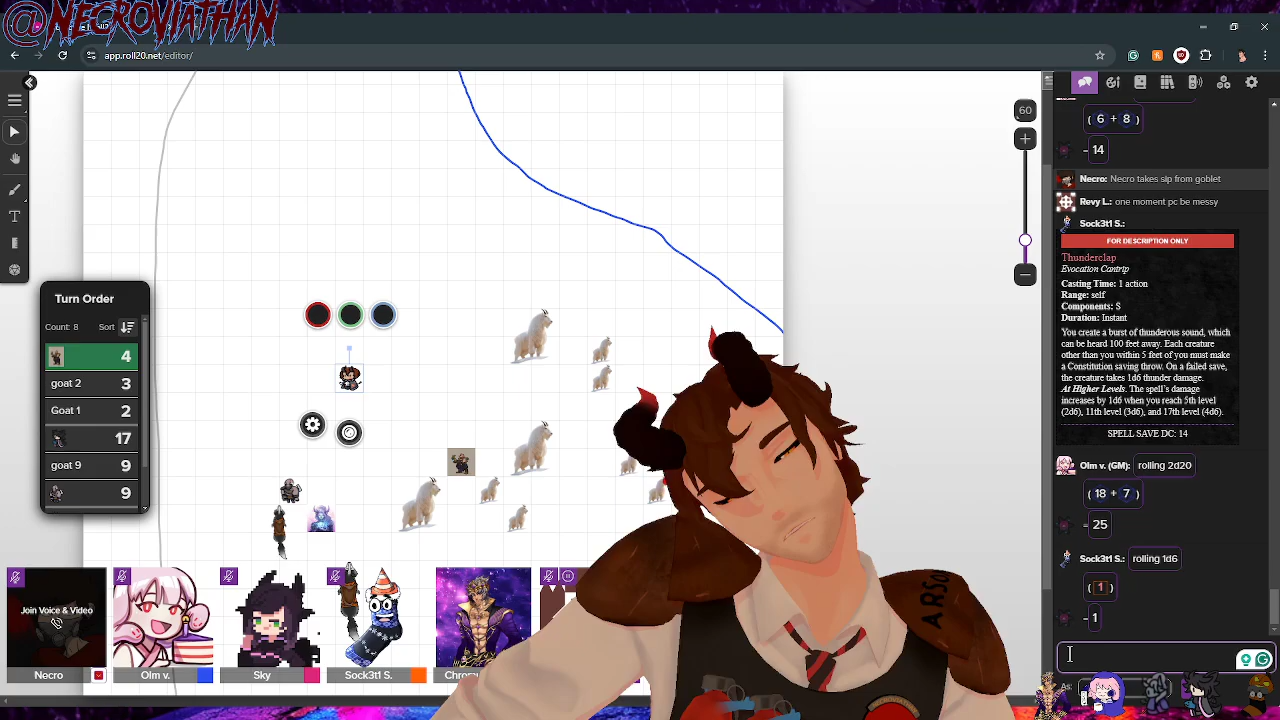 @NECROVIATHAN
app.roll20.net/editor/
60
Turn Order
Count: 8
Sort
4
goat 2
3
Goat 1
2
17
goat 9
9
9
Join Voice & Video
Necro
Olm v.
Sky
Sock3t1 S.
ARSO
( 6 + 8 )
= 14
Necro: Necro takes sip from goblet
Revy L.: one moment pc be messy
Sock3t1 S.:
FOR DESCRIPTION ONLY
Thunderclap
Evocation Cantrip
Casting Time: 1 action
Range: self
Components: S
Duration: Instant
You create a burst of thunderous sound, which
can be heard 100 feet away. Each creature
other than you within 5 feet of you must make
a Constitution saving throw. On a failed save,
the creature takes 1d6 thunder damage.
At Higher Levels. The spell's damage
increases by 1d6 when you reach 5th level
(2d6), 11th level (3d6), and 17th level (4d6).
SPELL SAVE DC: 14
Olm v. (GM): rolling 2d20
( 18 + 7 )
= 25
Sock3t1 S.: rolling 1d6
( 1 )
= 1